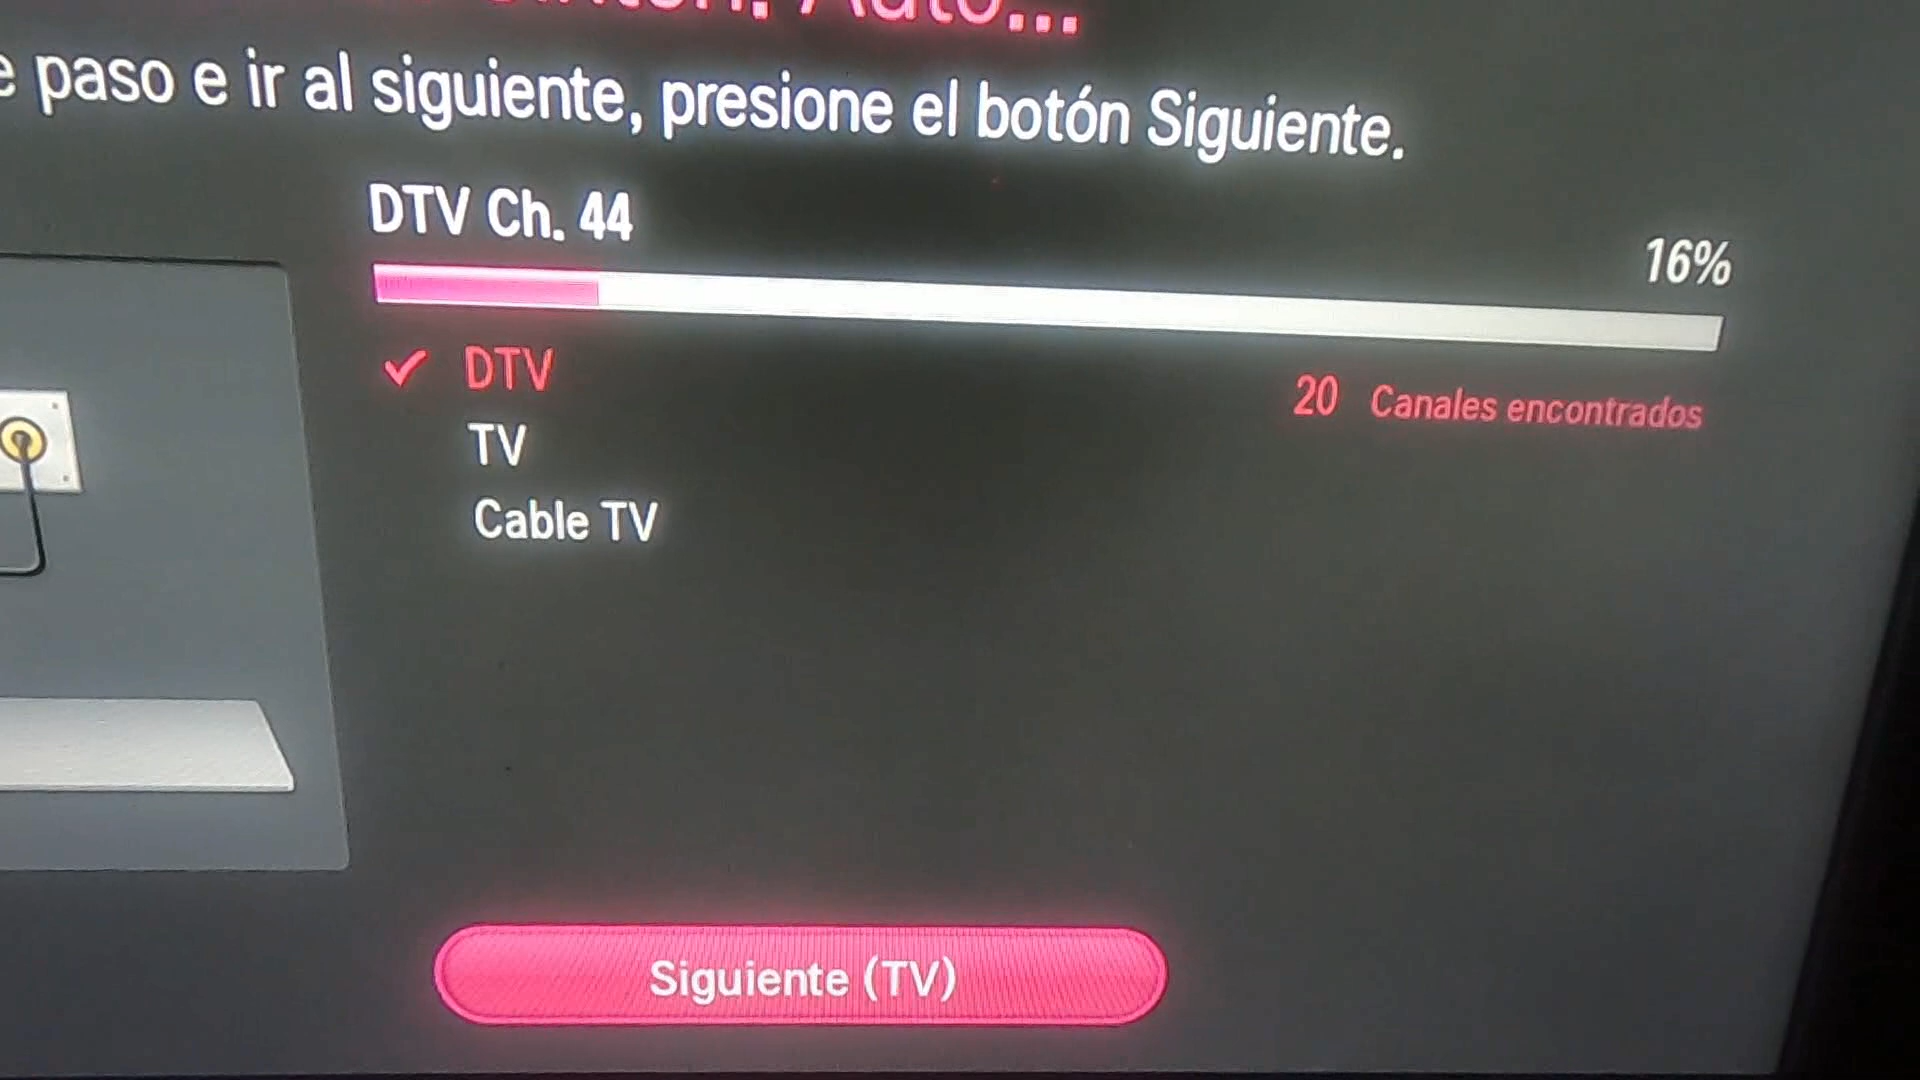 Auto...
paso e ir al siguiente, presione el botón Siguiente.
DTV Ch. 44
16%
DTV
20 Canales encontrados
TV
Cable TV
Siguiente (TV)